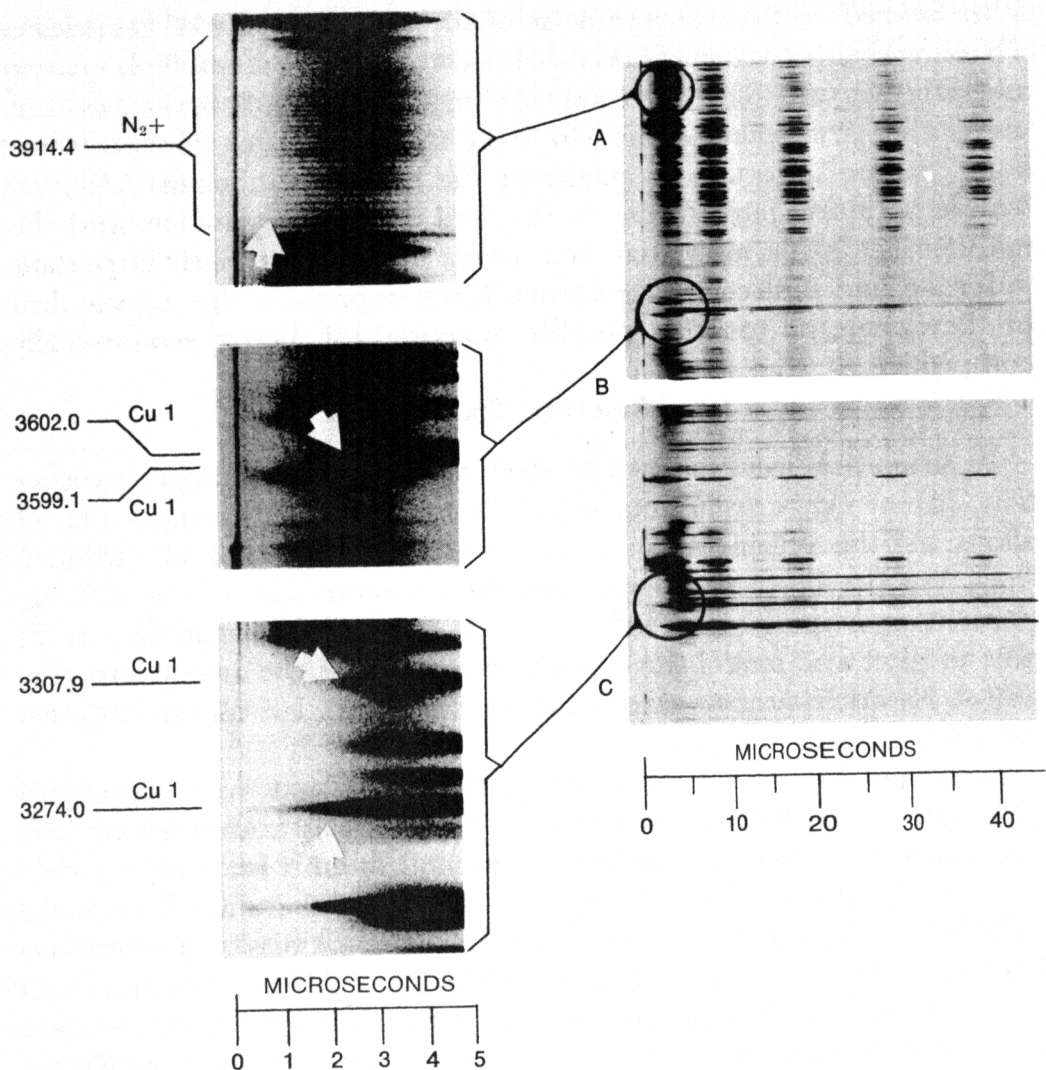 N₂+
3914.4
A
Cu 1
3602.0
3599.1
Cu 1
B
Cu 1
3307.9
Cu 1
3274.0
C
MICROSECONDS
0 10 20 30 40
MICROSECONDS
0 1 2 3 4 5